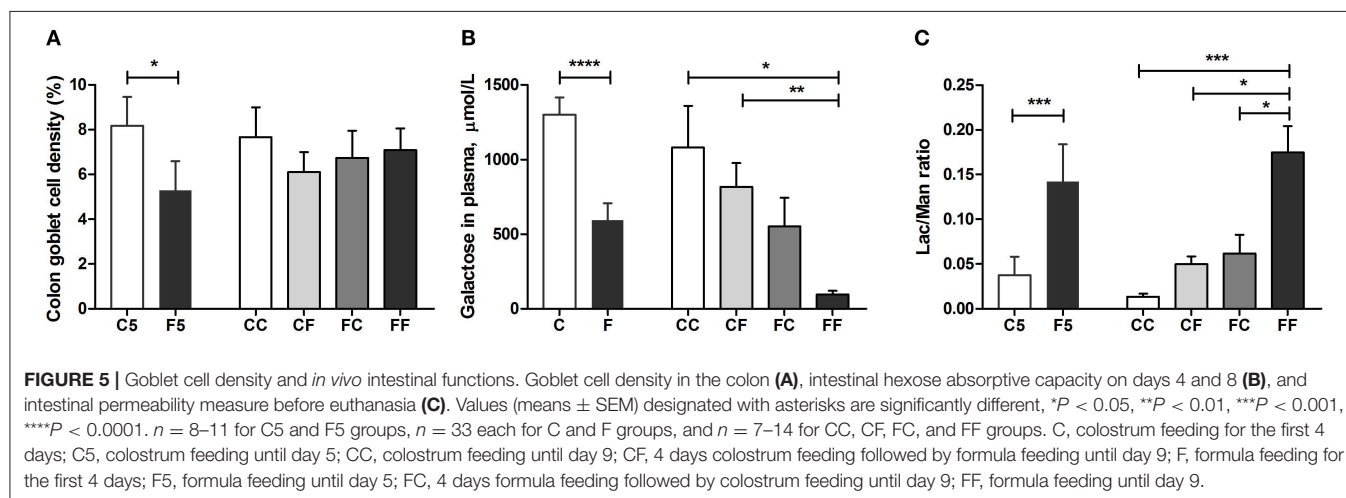 A
B
C
*
****
*
**
***
***
*
*
Colon goblet cell density (%)
10
8
6
4
2
0
C5 F5 CC CF FC FF
Galactose in plasma, μmol/L
1500
1000
500
0
C F CC CF FC FF
Lac/Man ratio
0.25
0.20
0.15
0.10
0.05
0.00
C5 F5 CC CF FC FF
FIGURE 5 | Goblet cell density and in vivo intestinal functions. Goblet cell density in the colon (A), intestinal hexose absorptive capacity on days 4 and 8 (B), and
intestinal permeability measure before euthanasia (C). Values (means ± SEM) designated with asterisks are significantly different, *P < 0.05, **P < 0.01, ***P < 0.001,
****P < 0.0001. n = 8–11 for C5 and F5 groups, n = 33 each for C and F groups, and n = 7–14 for CC, CF, FC, and FF groups. C, colostrum feeding for the first 4
days; C5, colostrum feeding until day 5; CC, colostrum feeding until day 9; CF, 4 days colostrum feeding followed by formula feeding until day 9; F, formula feeding for
the first 4 days; F5, formula feeding until day 5; FC, 4 days formula feeding followed by colostrum feeding until day 9; FF, formula feeding until day 9.